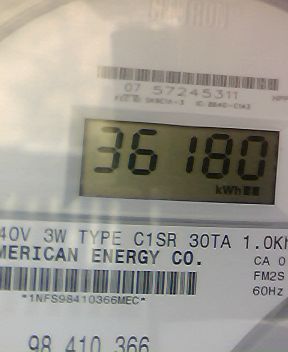 07 57245311
36180
kWh
40V 3W TYPE C1SR 30TA 1.0Kh
MERICAN ENERGY CO.
CA 0
FM2S
60Hz
*1NFS98410366MEC*
98 410 366